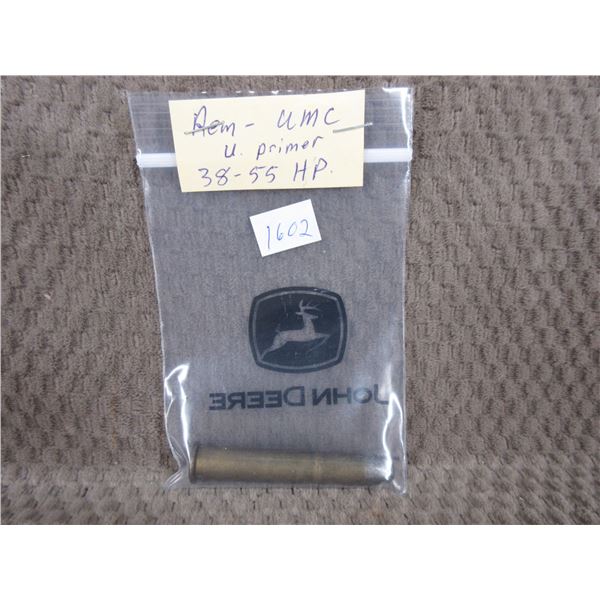 Rem - UMC
U. primer
38-55 HP.
1602
JOHN DEERE